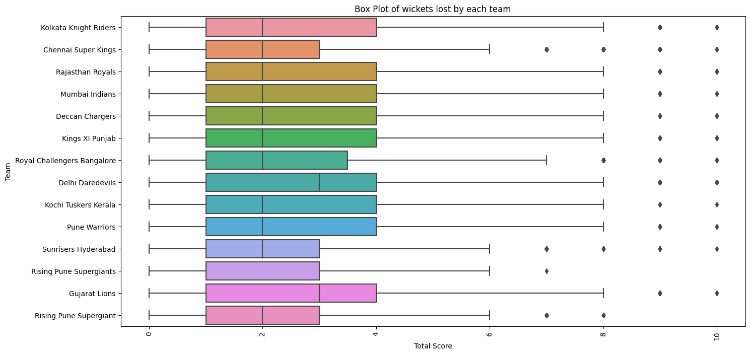 Box Plot of wickets lost by each team
Kolkata Knight Riders
Chennai Super Kings
Rajasthan Royals
Mumbai Indians
Deccan Chargers
Kings XI Punjab
Royal Challengers Bangalore
Delhi Daredevils
Kochi Tuskers Kerala
Pune Warriors
Sunrisers Hyderabad
Rising Pune Supergiants
Gujarat Lions
Rising Pune Supergiant
Team
0 2 4 6 8 10
Total Score